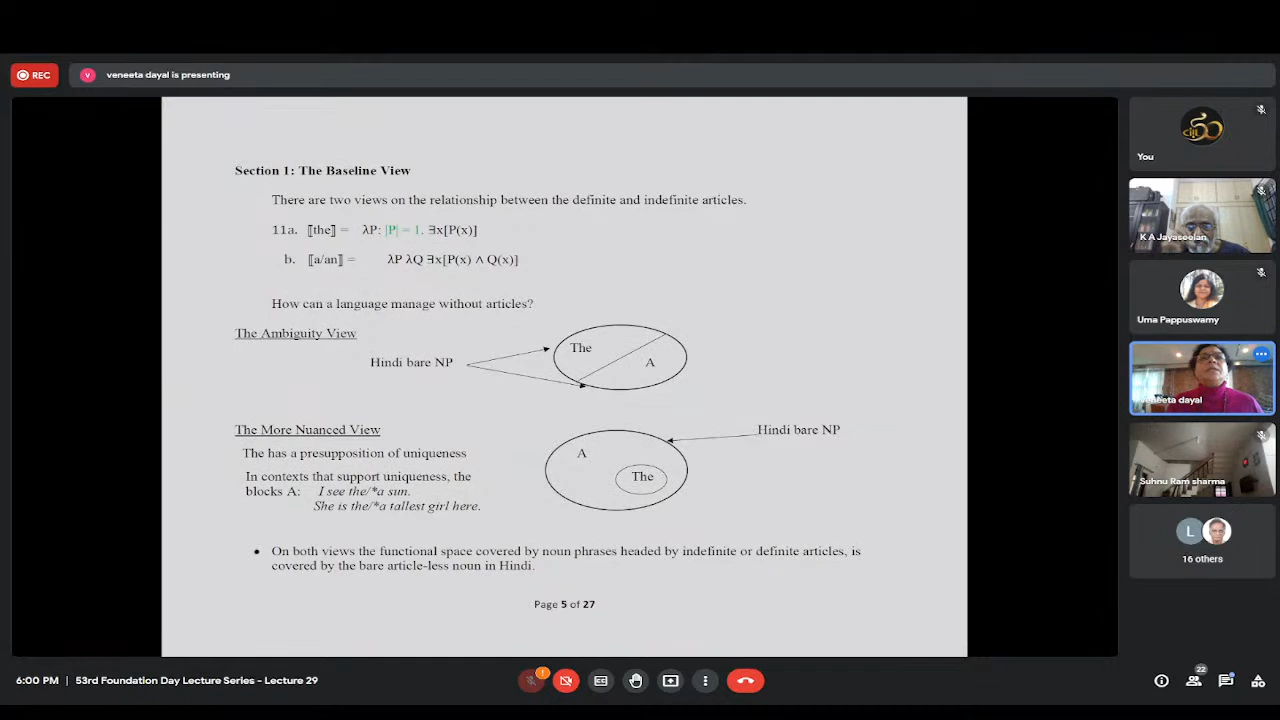 REC
v
veneeta dayal is presenting
Section 1: The Baseline View
There are two views on the relationship between the definite and indefinite articles.
11a. ⟦the⟧ = λP: |P| = 1. ∃x[P(x)]
b. ⟦a/an⟧ = λP λQ ∃x[P(x) ∧ Q(x)]
How can a language manage without articles?
The Ambiguity View
The
Hindi bare NP
A
The More Nuanced View
Hindi bare NP
The has a presupposition of uniqueness
A
In contexts that support uniqueness, the
The
blocks A: I see the/*a sun.
She is the/*a tallest girl here.
• On both views the functional space covered by noun phrases headed by indefinite or definite articles, is
covered by the bare article-less noun in Hindi.
Page 5 of 27
You
K A Jayaseelan
Uma Pappuswamy
veneeta dayal
Suhnu Ram sharma
L
16 others
6:00 PM | 53rd Foundation Day Lecture Series - Lecture 29
!
22